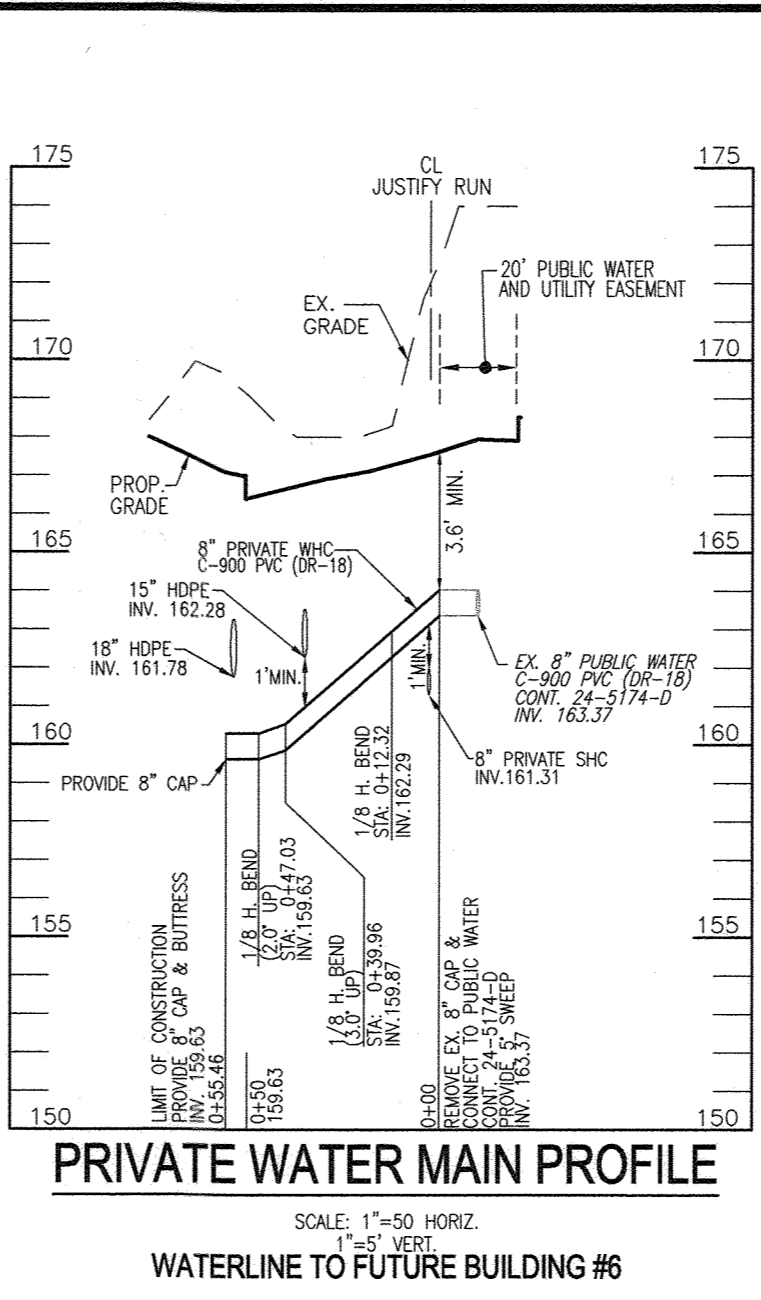 175
175
CL
JUSTIFY RUN
20' PUBLIC WATER
AND UTILITY EASEMENT
EX.
GRADE
170
170
PROP.
GRADE
3.6' MIN.
165
165
8" PRIVATE WHC
C-900 PVC (DR-18)
15" HDPE
INV. 162.28
18" HDPE
INV. 161.78
1'MIN.
1'MIN.
EX. 8" PUBLIC WATER
C-900 PVC (DR-18)
CONT. 24-5174-D
INV. 163.37
160
160
8" PRIVATE SHC
INV.161.31
PROVIDE 8" CAP
1/8 H. BEND
STA: 0+12.32
INV.162.29
1/8 H. BEND
(2.0° UP)
STA: 0+47.03
INV.159.63
1/8 H. BEND
(3.0° UP)
STA: 0+39.96
INV.159.87
155
155
LIMIT OF CONSTRUCTION
PROVIDE 8" CAP & BUTTRESS
INV. 159.63
0+55.46
0+50
159.63
0+00
REMOVE EX. 8" CAP &
CONNECT TO PUBLIC WATER
CONT. 24-5174-D
PROVIDE 5° SWEEP
INV. 163.37
150
150
PRIVATE WATER MAIN PROFILE
SCALE: 1"=50 HORIZ.
1"=5' VERT.
WATERLINE TO FUTURE BUILDING #6